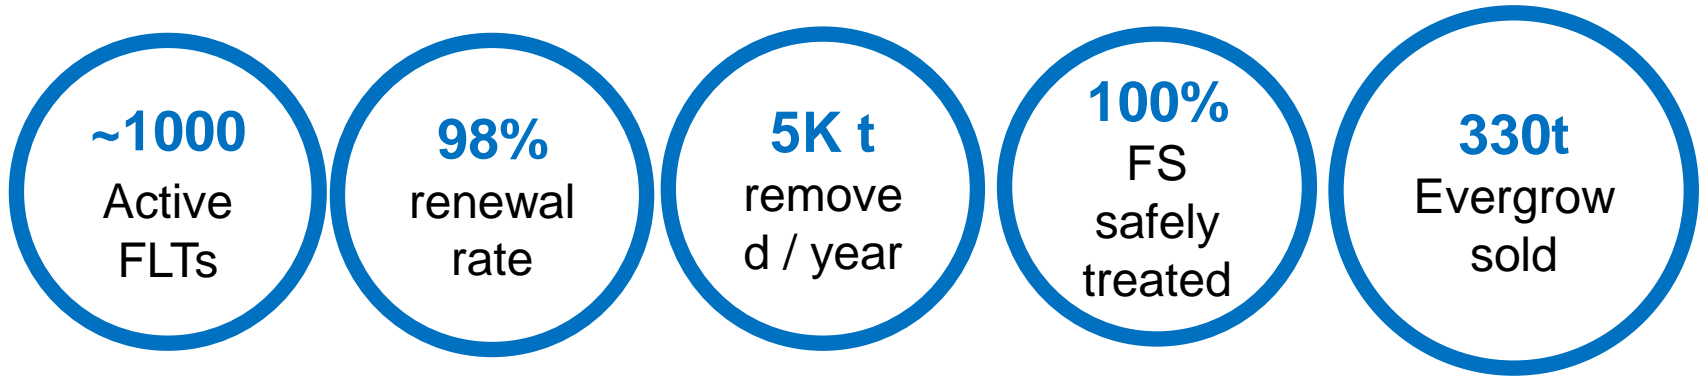 ~1000
Active
FLTs
98%
renewal
rate
5K t
remove
d / year
100%
FS
safely
treated
330t
Evergrow
sold